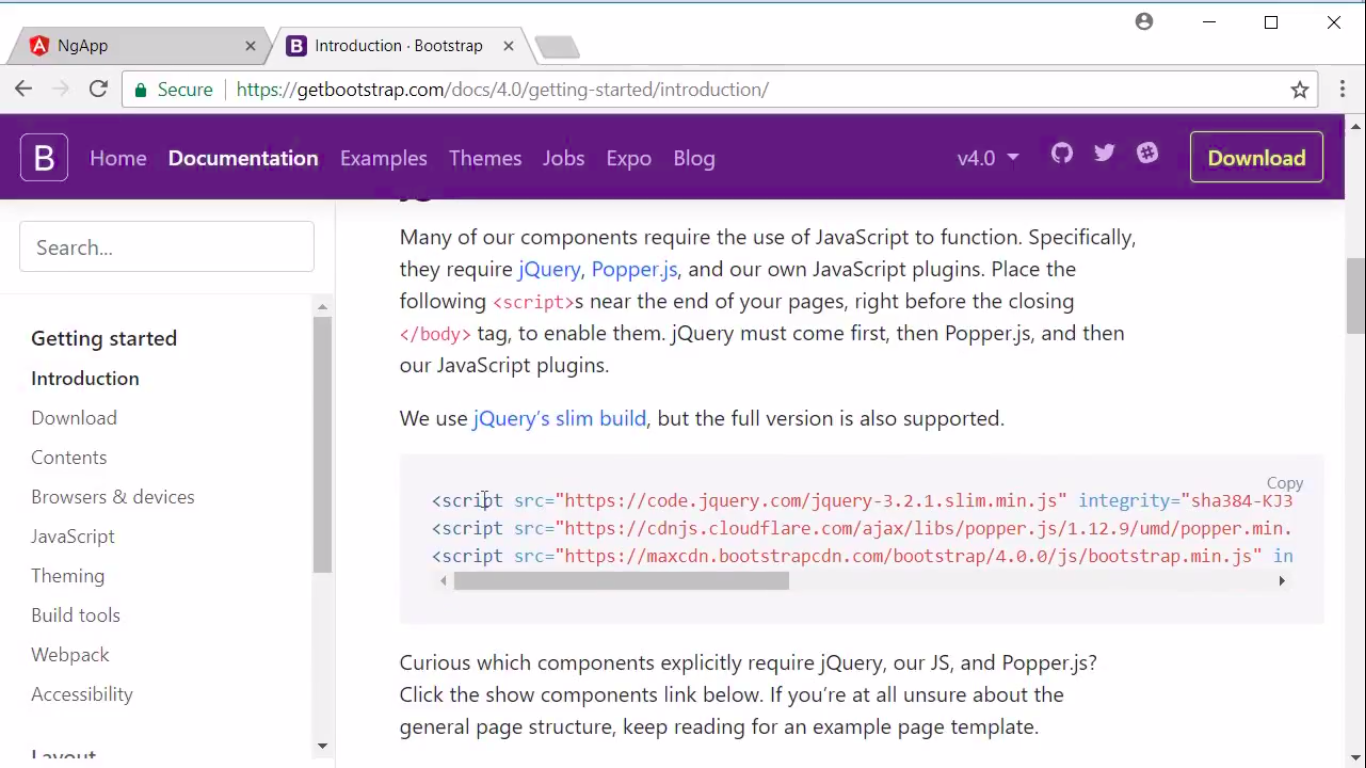 NgApp
Introduction · Bootstrap
Secure
https://getbootstrap.com/docs/4.0/getting-started/introduction/
B Home Documentation Examples Themes Jobs Expo Blog v4.0 Download
Search...
Getting started
Introduction
Download
Contents
Browsers & devices
JavaScript
Theming
Build tools
Webpack
Accessibility
Layout
Many of our components require the use of JavaScript to function. Specifically,
they require jQuery, Popper.js, and our own JavaScript plugins. Place the
following <script>s near the end of your pages, right before the closing
</body> tag, to enable them. jQuery must come first, then Popper.js, and then
our JavaScript plugins.
We use jQuery’s slim build, but the full version is also supported.
Copy
<script src="https://code.jquery.com/jquery-3.2.1.slim.min.js" integrity="sha384-KJ3
<script src="https://cdnjs.cloudflare.com/ajax/libs/popper.js/1.12.9/umd/popper.min.
<script src="https://maxcdn.bootstrapcdn.com/bootstrap/4.0.0/js/bootstrap.min.js" in
Curious which components explicitly require jQuery, our JS, and Popper.js?
Click the show components link below. If you’re at all unsure about the
general page structure, keep reading for an example page template.